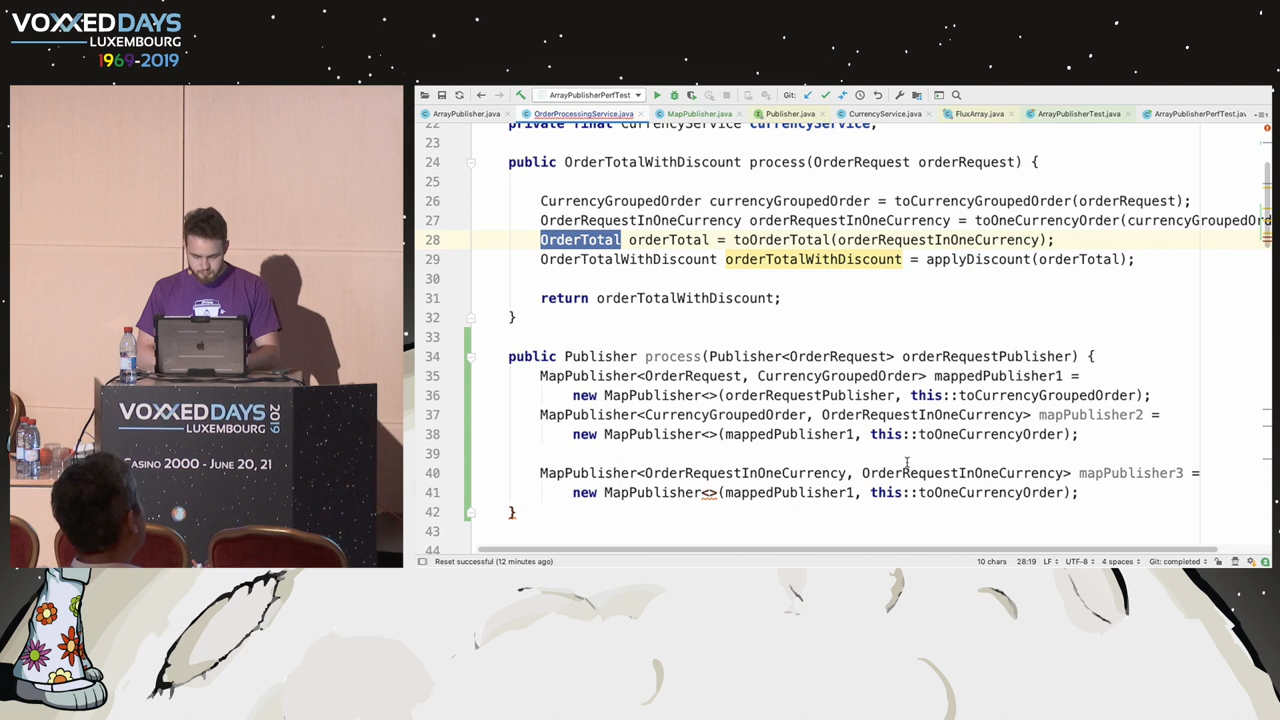 VOXXED DAYS
LUXEMBOURG
1969-2019
ArrayPublisherPerfTest
Git:
ArrayPublisher.java
OrderProcessingService.java
MapPublisher.java
Publisher.java
CurrencyService.java
FluxArray.java
ArrayPublisherTest.java
ArrayPublisherPerfTest.java
22 private final CurrencyService currencyService;
23
24 public OrderTotalWithDiscount process(OrderRequest orderRequest) {
25
26 CurrencyGroupedOrder currencyGroupedOrder = toCurrencyGroupedOrder(orderRequest);
27 OrderRequestInOneCurrency orderRequestInOneCurrency = toOneCurrencyOrder(currencyGroupedOrd
28 OrderTotal orderTotal = toOrderTotal(orderRequestInOneCurrency);
29 OrderTotalWithDiscount orderTotalWithDiscount = applyDiscount(orderTotal);
30
31 return orderTotalWithDiscount;
32 }
33
34 public Publisher process(Publisher<OrderRequest> orderRequestPublisher) {
35 MapPublisher<OrderRequest, CurrencyGroupedOrder> mappedPublisher1 =
36 new MapPublisher<>(orderRequestPublisher, this::toCurrencyGroupedOrder);
37 MapPublisher<CurrencyGroupedOrder, OrderRequestInOneCurrency> mapPublisher2 =
38 new MapPublisher<>(mappedPublisher1, this::toOneCurrencyOrder);
39
40 MapPublisher<OrderRequestInOneCurrency, OrderRequestInOneCurrency> mapPublisher3 =
41 new MapPublisher<>(mappedPublisher1, this::toOneCurrencyOrder);
42 }
43
44
Reset successful (12 minutes ago)
10 chars 28:19 LF UTF-8 4 spaces Git: completed
VOXXED DAYS
LUXEMBOURG
2019
CASINO 2000 - JUNE 20, 21